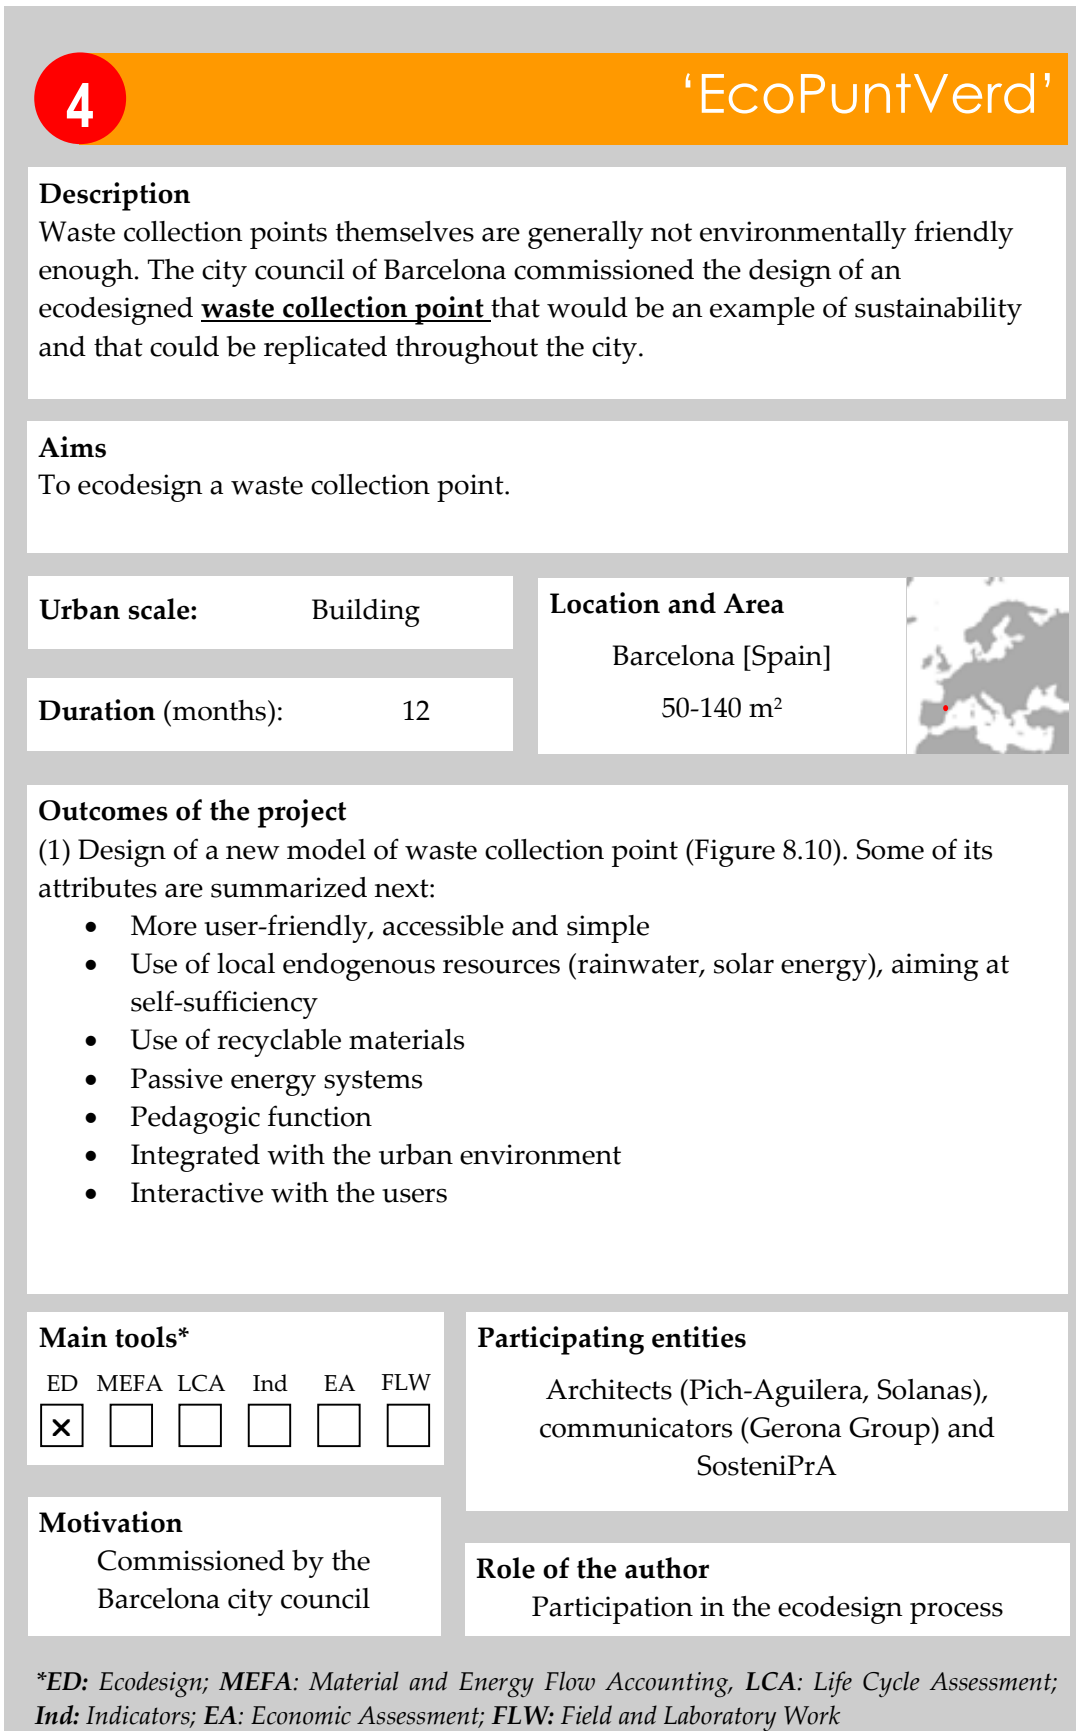 4
‘EcoPuntVerd’
Description
Waste collection points themselves are generally not environmentally friendly
enough. The city council of Barcelona commissioned the design of an
ecodesigned waste collection point that would be an example of sustainability
and that could be replicated throughout the city.
Aims
To ecodesign a waste collection point.
Urban scale: Building
Duration (months): 12
Location and Area
Barcelona [Spain]
50-140 m²
Outcomes of the project
(1) Design of a new model of waste collection point (Figure 8.10). Some of its
attributes are summarized next:
• More user-friendly, accessible and simple
• Use of local endogenous resources (rainwater, solar energy), aiming at
self-sufficiency
• Use of recyclable materials
• Passive energy systems
• Pedagogic function
• Integrated with the urban environment
• Interactive with the users
Main tools*
ED MEFA LCA Ind EA FLW
×
Motivation
Commissioned by the
Barcelona city council
Participating entities
Architects (Pich-Aguilera, Solanas),
communicators (Gerona Group) and
SosteniPrA
Role of the author
Participation in the ecodesign process
*ED: Ecodesign; MEFA: Material and Energy Flow Accounting, LCA: Life Cycle Assessment;
Ind: Indicators; EA: Economic Assessment; FLW: Field and Laboratory Work